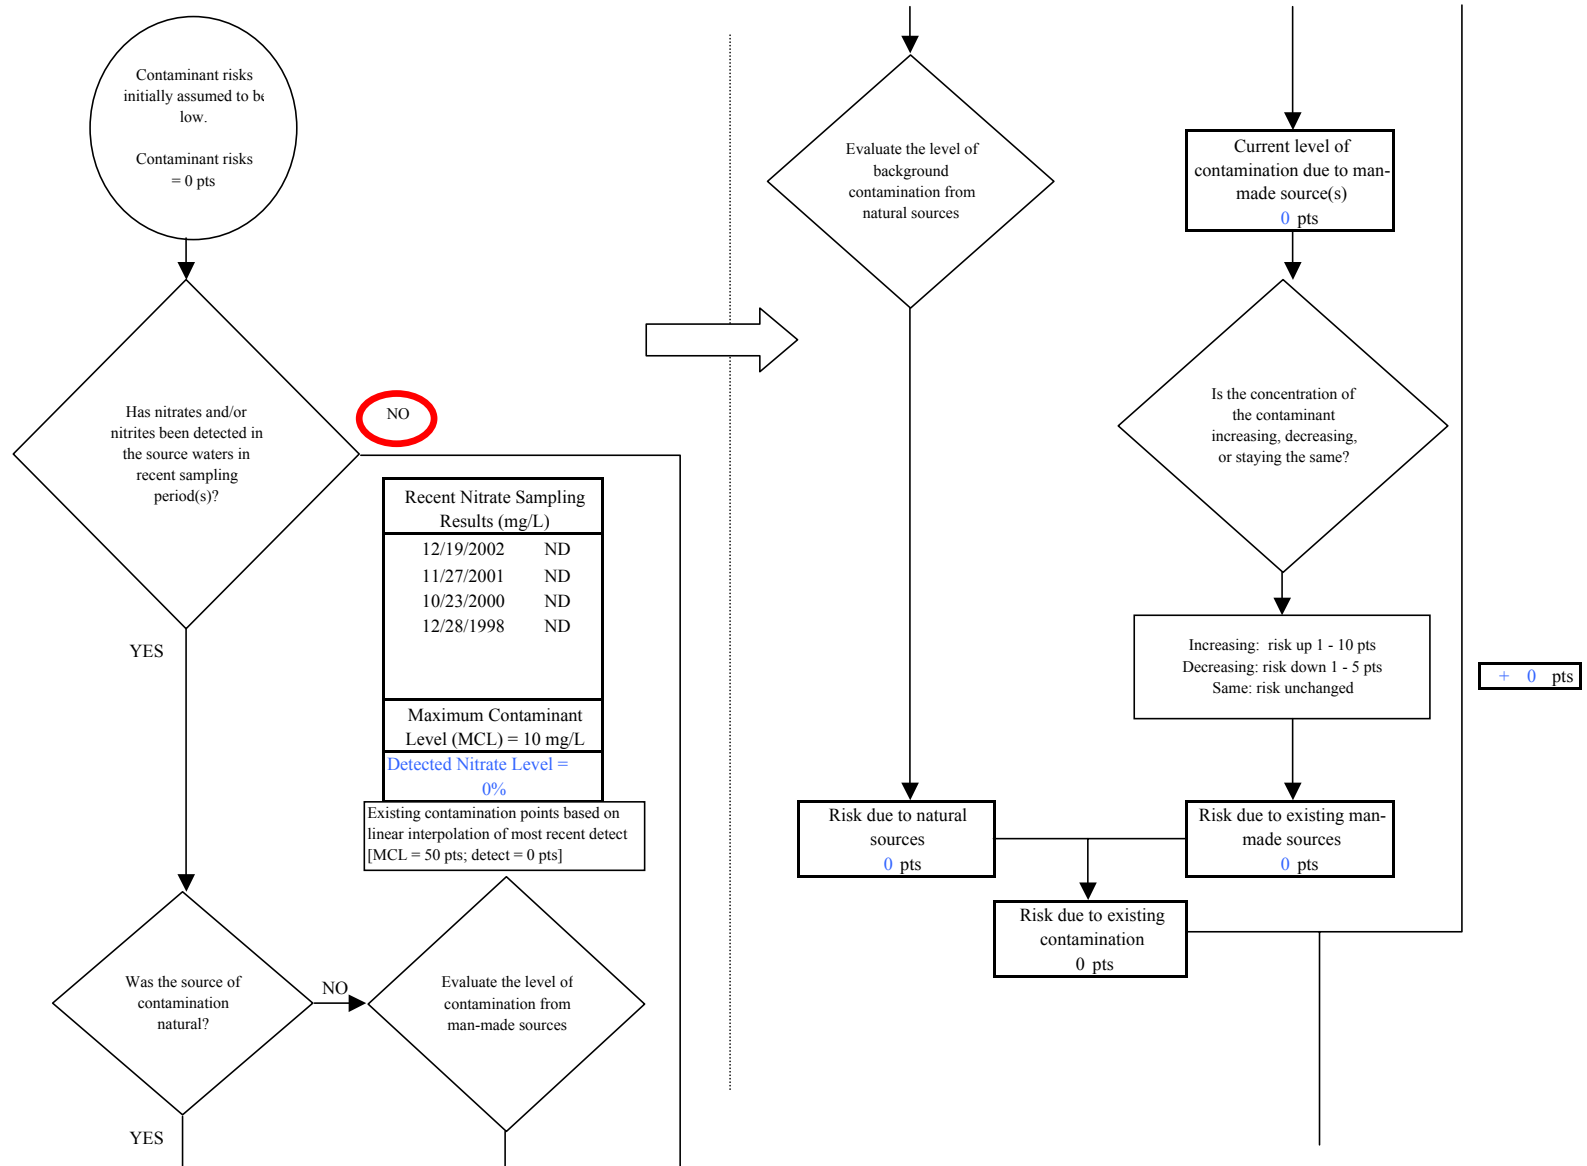 Contaminant risks
initially assumed to be
low.
Contaminant risks
= 0 pts
Has nitrates and/or
nitrites been detected in
the source waters in
recent sampling
period(s)?
NO
YES
Recent Nitrate Sampling
Results (mg/L)
12/19/2002 ND
11/27/2001 ND
10/23/2000 ND
12/28/1998 ND
Maximum Contaminant
Level (MCL) = 10 mg/L
Detected Nitrate Level =
0%
Existing contamination points based on
linear interpolation of most recent detect
[MCL = 50 pts; detect = 0 pts]
Was the source of
contamination
natural?
NO
YES
Evaluate the level of
contamination from
man-made sources
Evaluate the level of
background
contamination from
natural sources
Current level of
contamination due to man-
made source(s)
0 pts
Is the concentration of
the contaminant
increasing, decreasing,
or staying the same?
Increasing: risk up 1 - 10 pts
Decreasing: risk down 1 - 5 pts
Same: risk unchanged
+ 0 pts
Risk due to natural
sources
0 pts
Risk due to existing man-
made sources
0 pts
Risk due to existing
contamination
0 pts